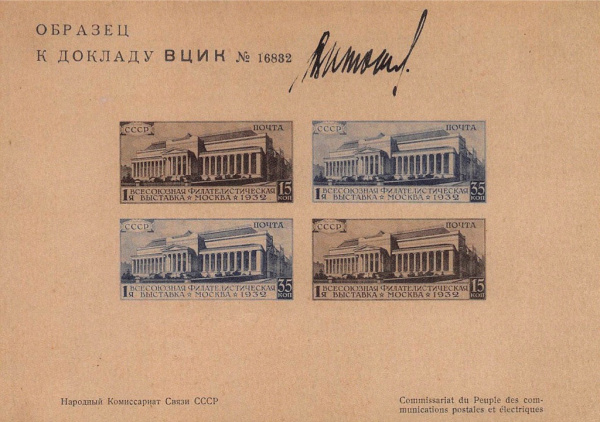 ОБРАЗЕЦ
К ДОКЛАДУ ВЦИК № 16832
СССР ПОЧТА
1я ВСЕСОЮЗНАЯ ФИЛАТЕЛИСТИЧЕСКАЯ 15
ВЫСТАВКА ★ МОСКВА ★ 1932 КОП
СССР ПОЧТА
1я ВСЕСОЮЗНАЯ ФИЛАТЕЛИСТИЧЕСКАЯ 35
ВЫСТАВКА ★ МОСКВА ★ 1932 КОП
СССР ПОЧТА
1я ВСЕСОЮЗНАЯ ФИЛАТЕЛИСТИЧЕСКАЯ 35
ВЫСТАВКА ★ МОСКВА ★ 1932 КОП
СССР ПОЧТА
1я ВСЕСОЮЗНАЯ ФИЛАТЕЛИСТИЧЕСКАЯ 15
ВЫСТАВКА ★ МОСКВА ★ 1932 КОП
Народный Комиссариат Связи СССР
Commissariat du Peuple des com-
munications postales et électriques